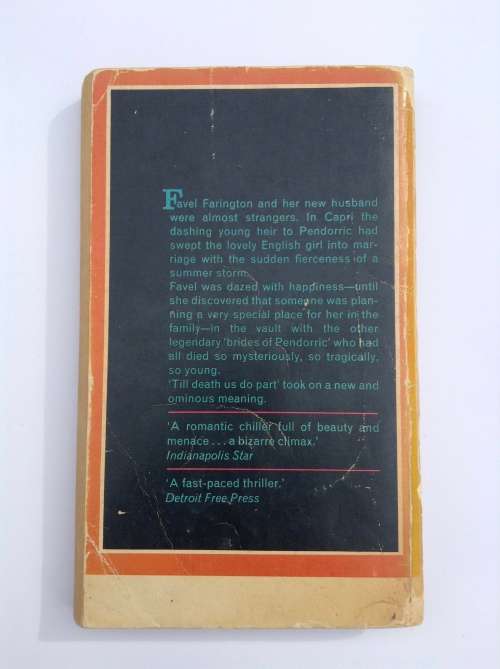 Favel Farington and her new husband
were almost strangers. In Capri the
dashing young heir to Pendorric had
swept the lovely English girl into mar-
riage with the sudden fierceness of a
summer storm.
Favel was dazed with happiness—until
she discovered that someone was plan-
ning a very special place for her in the
family—in the vault with the other
legendary 'brides of Pendorric' who had
all died so mysteriously, so tragically,
so young.
'Till death us do part' took on a new and
ominous meaning.
'A romantic chiller full of beauty and
menace . . . a bizarre climax.'
Indianapolis Star
'A fast-paced thriller.'
Detroit Free Press